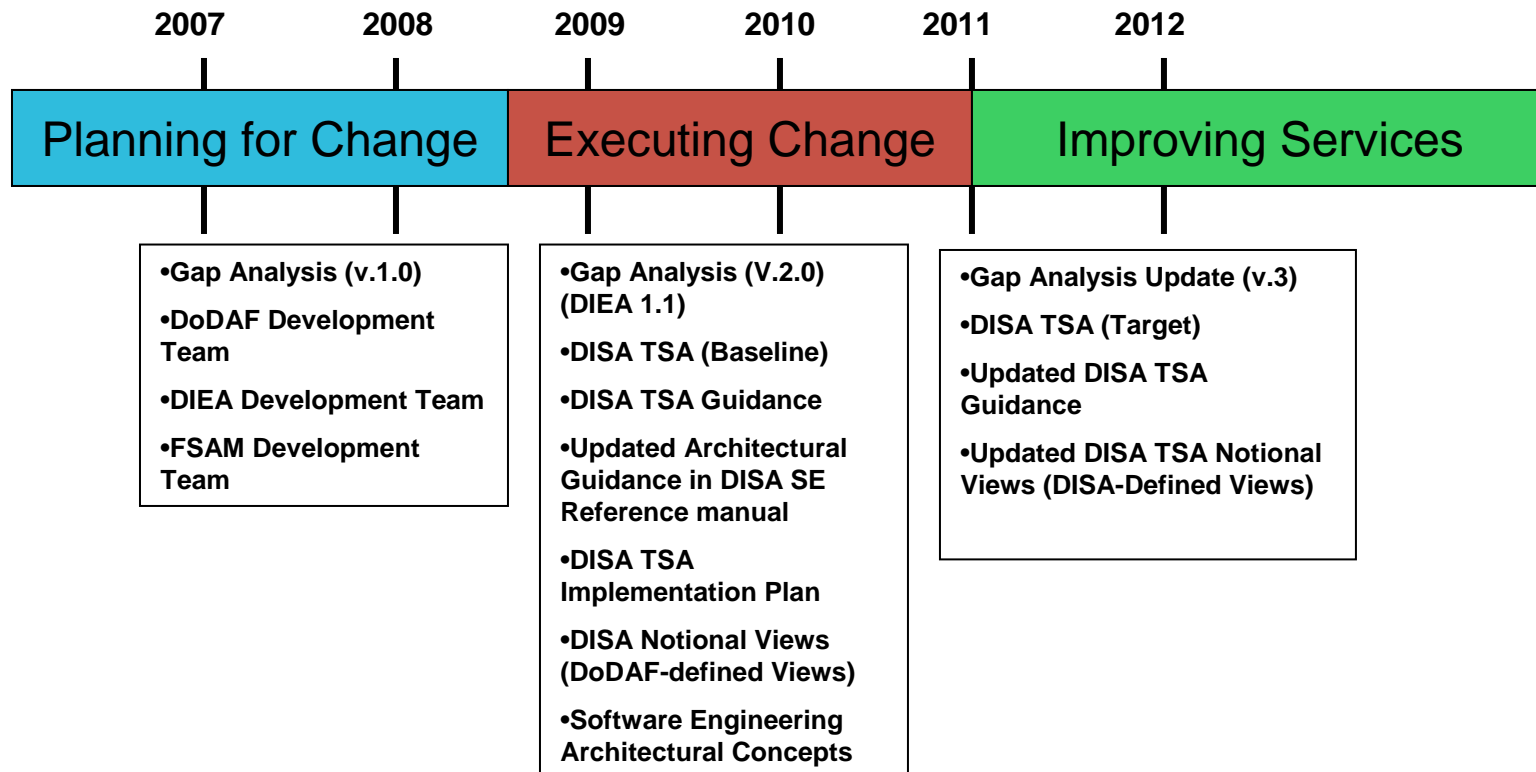 2007 2008 2009 2010 2011 2012
Planning for Change Executing Change Improving Services
•Gap Analysis (v.1.0)
•DoDAF Development
Team
•DIEA Development Team
•FSAM Development
Team
•Gap Analysis (V.2.0)
(DIEA 1.1)
•DISA TSA (Baseline)
•DISA TSA Guidance
•Updated Architectural
Guidance in DISA SE
Reference manual
•DISA TSA
Implementation Plan
•DISA Notional Views
(DoDAF-defined Views)
•Software Engineering
Architectural Concepts
•Gap Analysis Update (v.3)
•DISA TSA (Target)
•Updated DISA TSA
Guidance
•Updated DISA TSA Notional
Views (DISA-Defined Views)